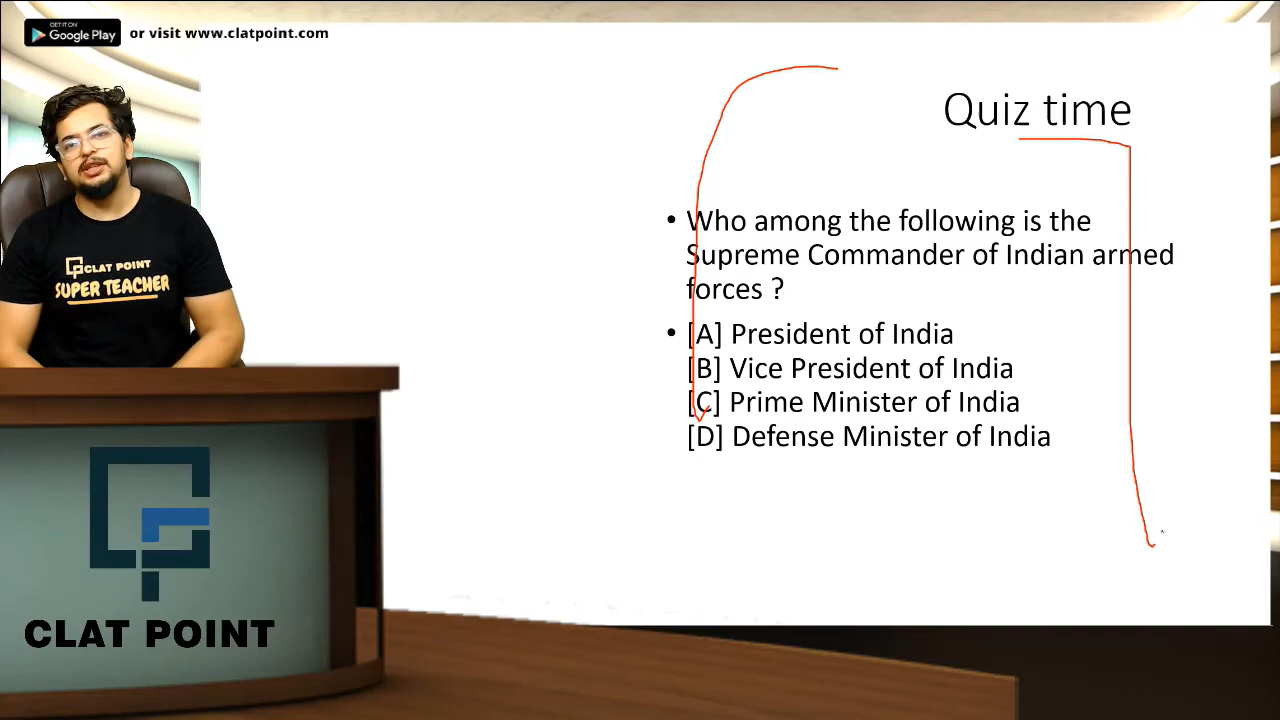 GET IT ON
Google Play
or visit www.clatpoint.com
Quiz time
• Who among the following is the
Supreme Commander of Indian armed
forces ?
• [A] President of India
[B] Vice President of India
[C] Prime Minister of India
[D] Defense Minister of India
CLAT POINT
SUPER TEACHER
CLAT POINT